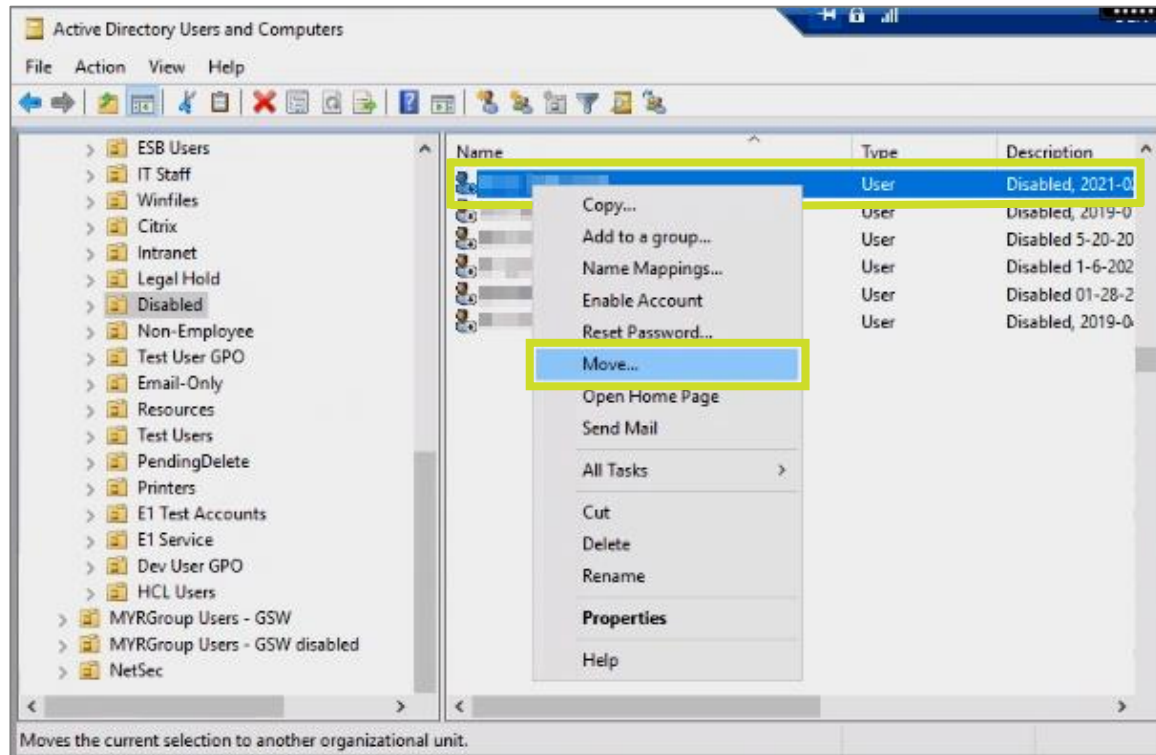 Active Directory Users and Computers
File Action View Help
ESB Users
IT Staff
Winfiles
Citrix
Intranet
Legal Hold
Disabled
Non-Employee
Test User GPO
Email-Only
Resources
Test Users
PendingDelete
Printers
E1 Test Accounts
E1 Service
Dev User GPO
HCL Users
MYRGroup Users - GSW
MYRGroup Users - GSW disabled
NetSec
Name Type Description
User Disabled, 2021-0
User Disabled, 2019-0
User Disabled 5-20-20
User Disabled 1-6-202
User Disabled 01-28-2
User Disabled, 2019-0
Copy...
Add to a group...
Name Mappings...
Enable Account
Reset Password...
Move...
Open Home Page
Send Mail
All Tasks
Cut
Delete
Rename
Properties
Help
Moves the current selection to another organizational unit.